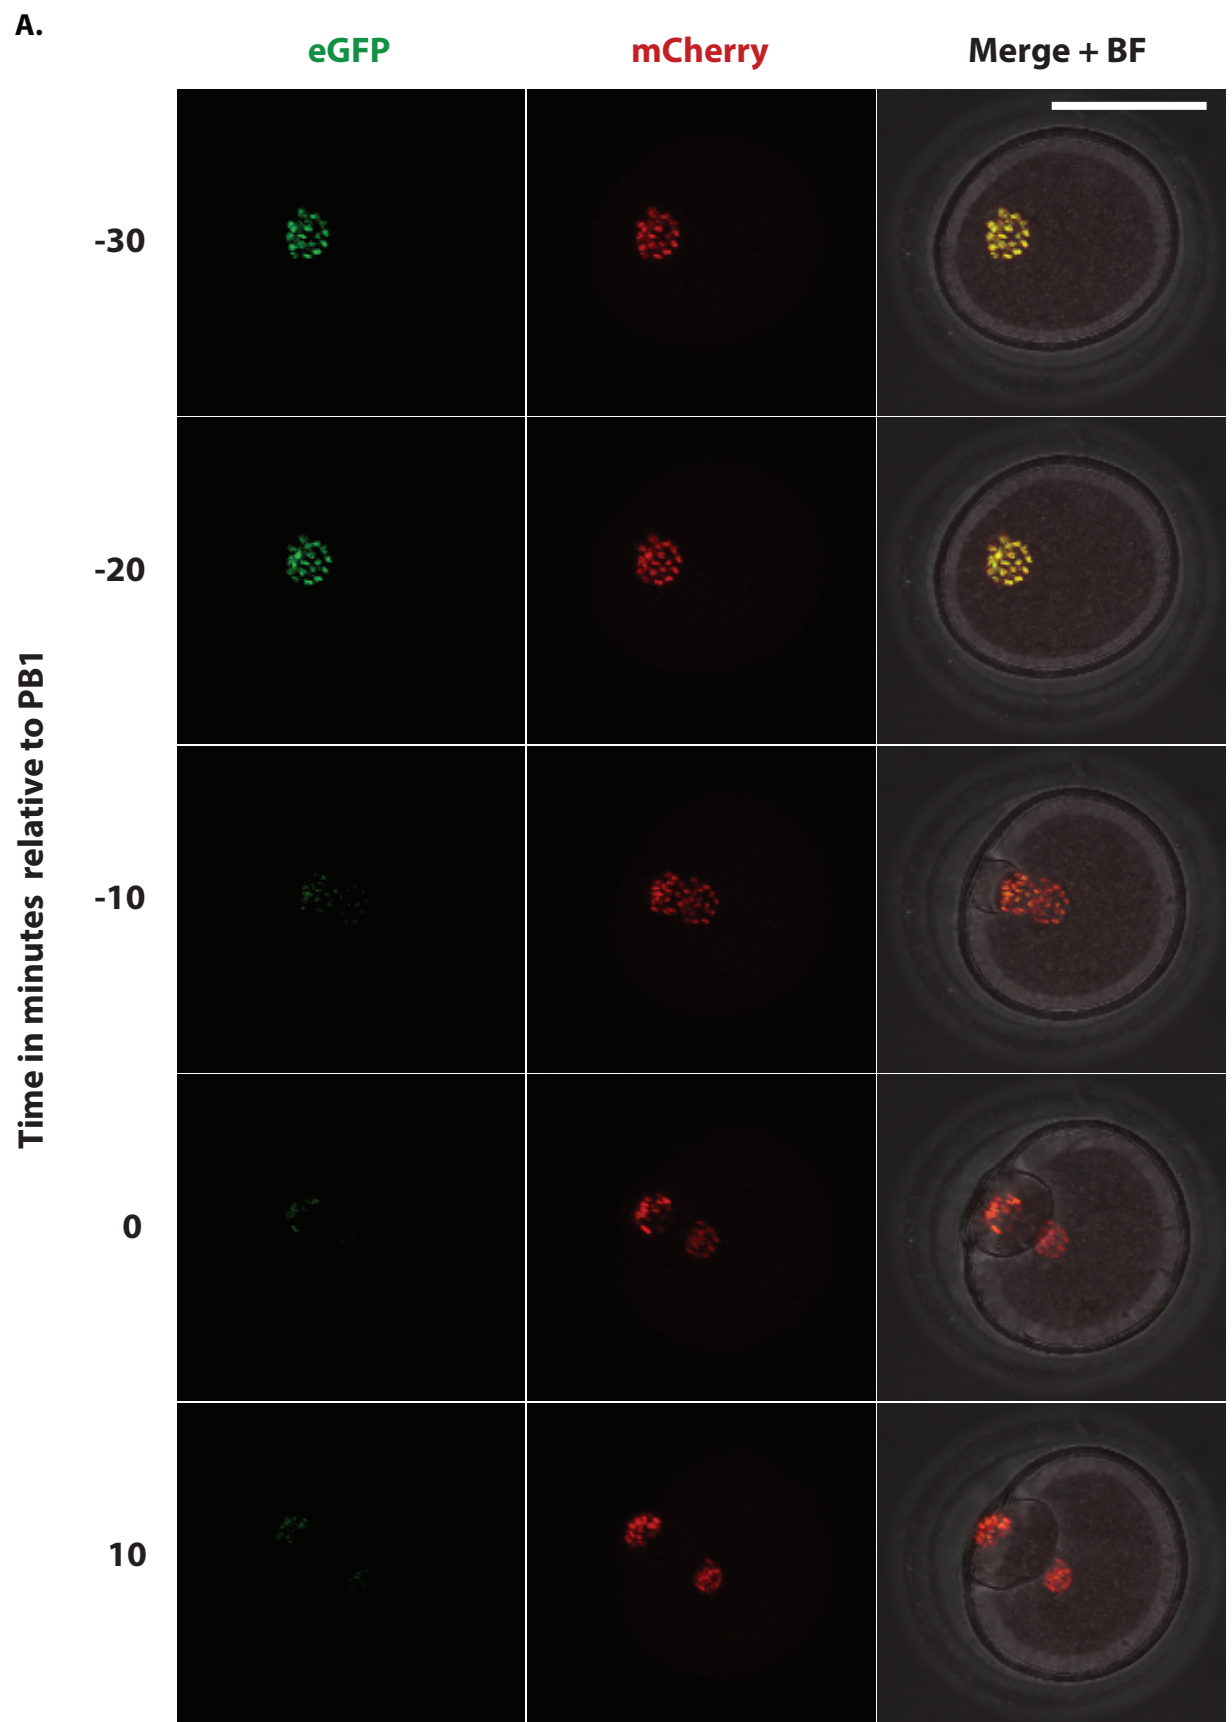 A.
eGFP
mCherry
Merge + BF
-30
-20
-10
0
10
Time in minutes relative to PB1